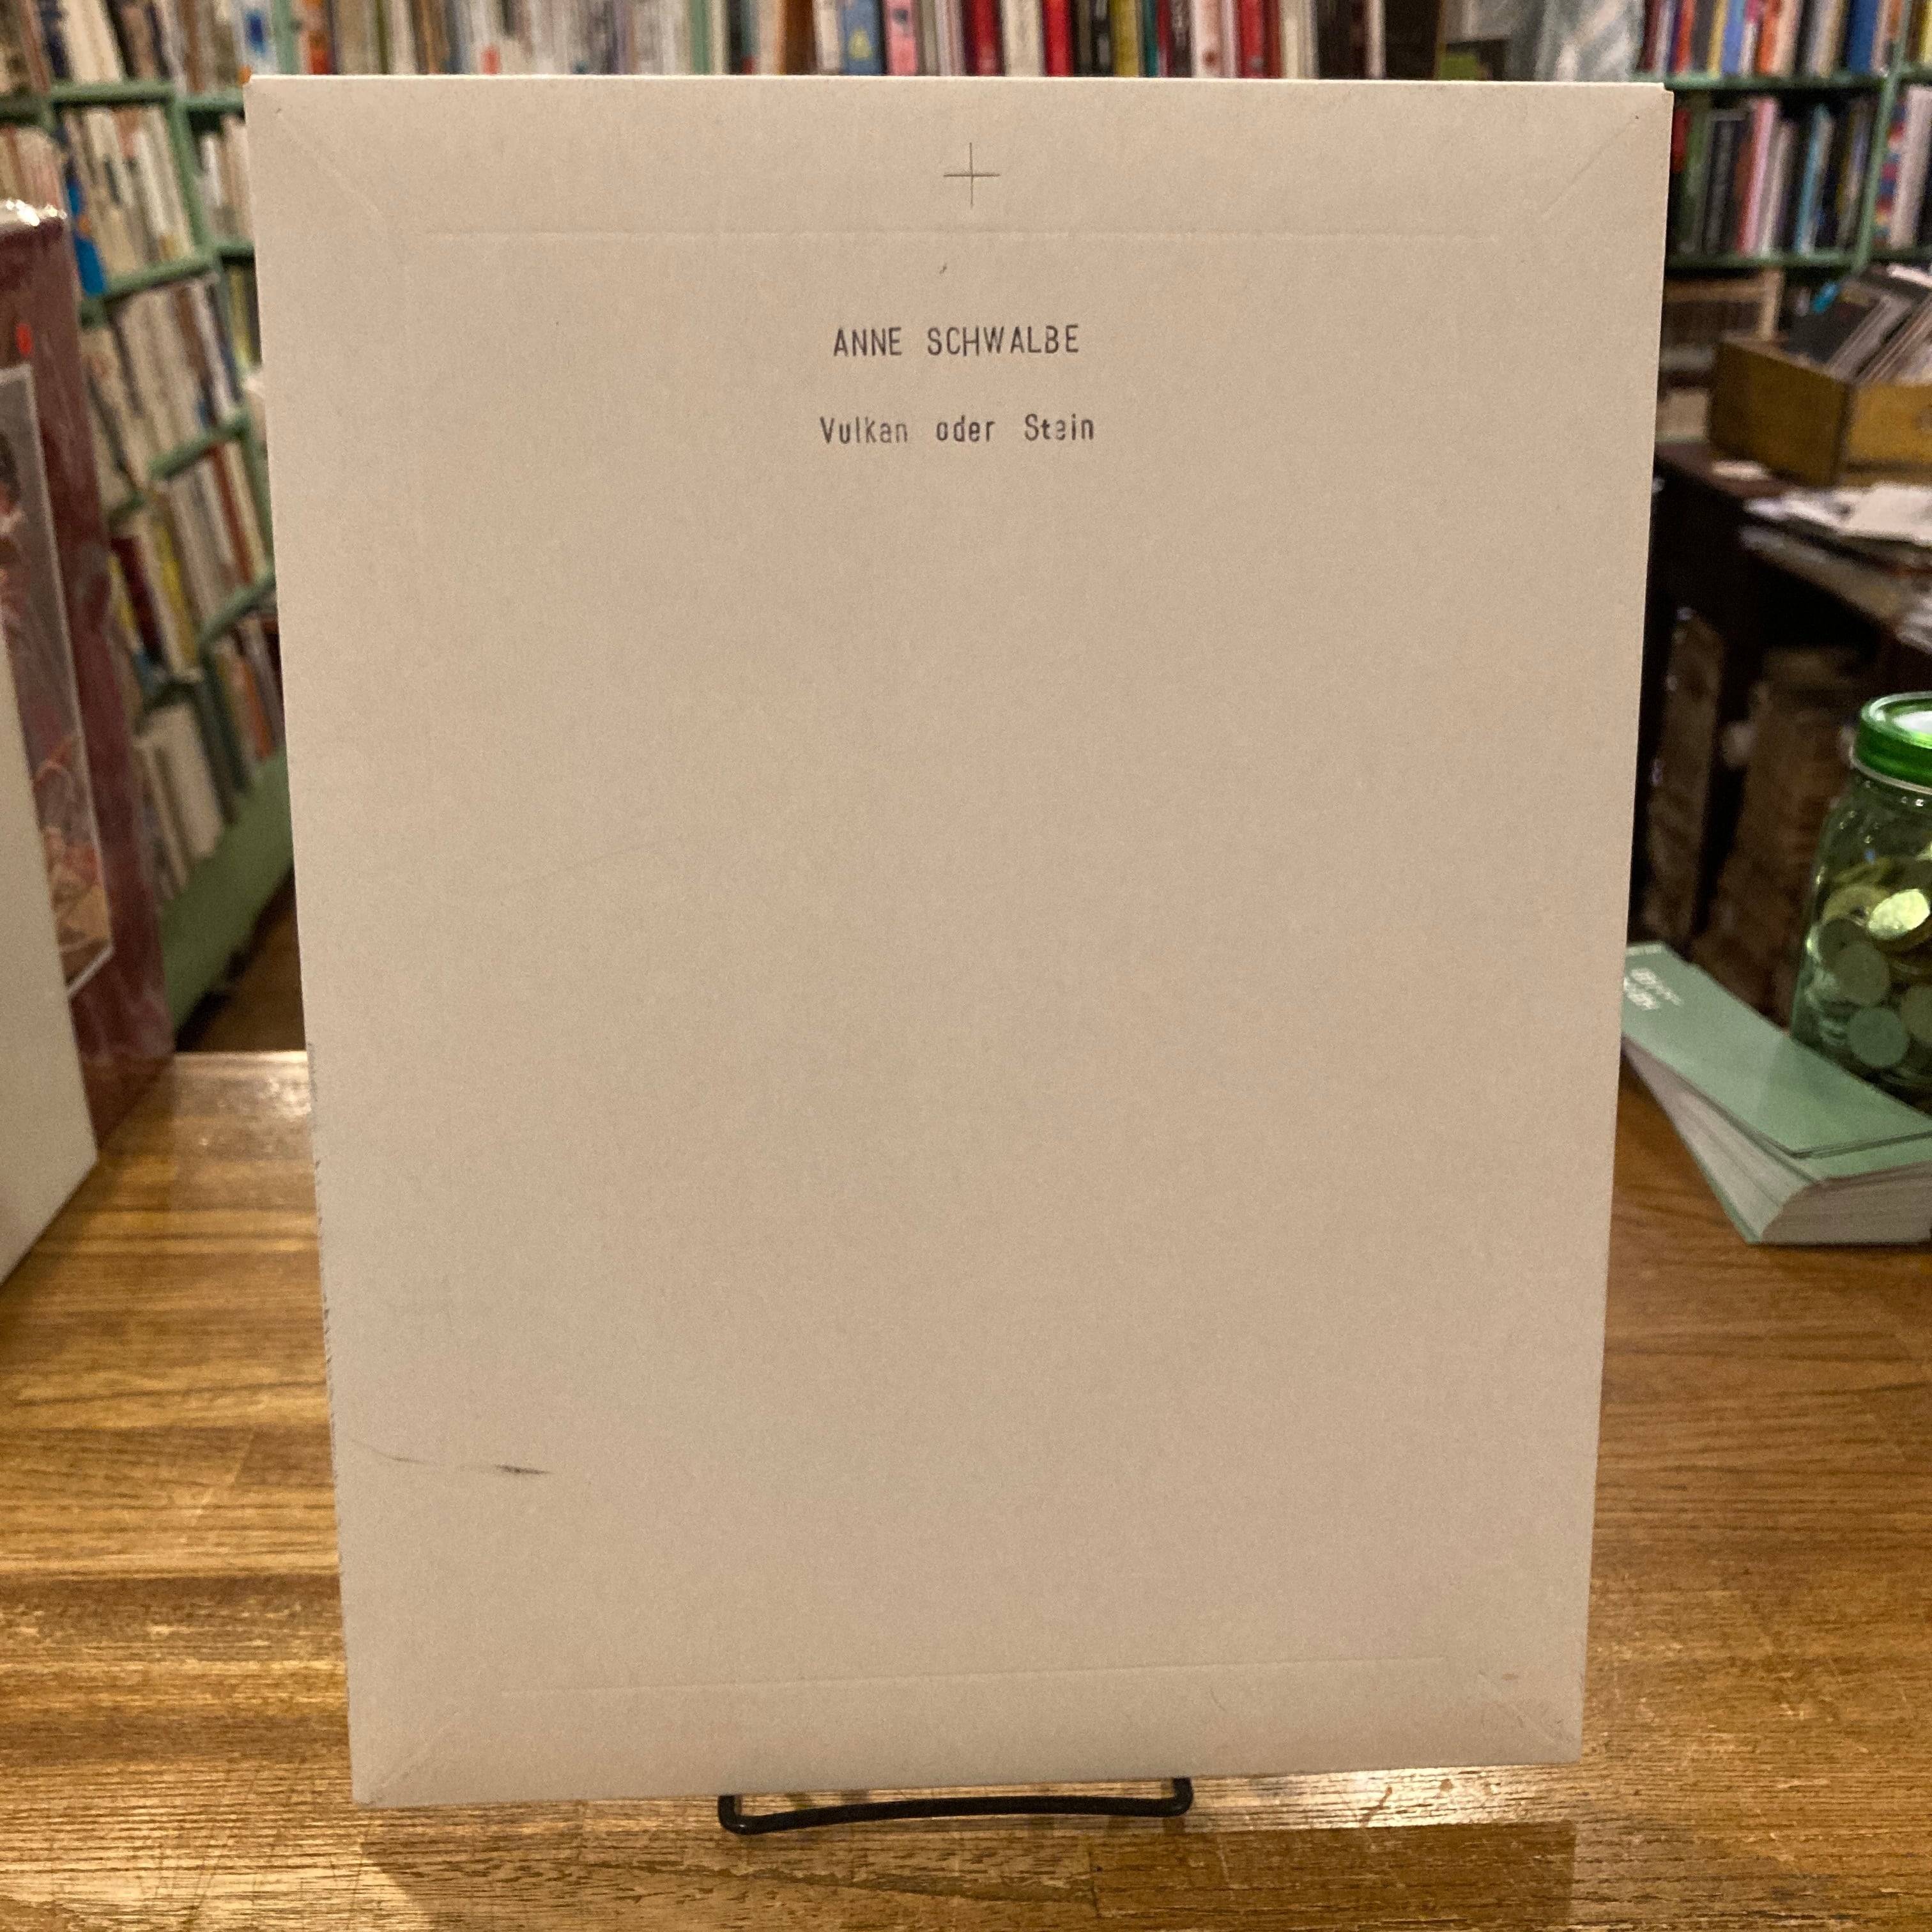 ANNE SCHWALBE
Vulkan oder Stein